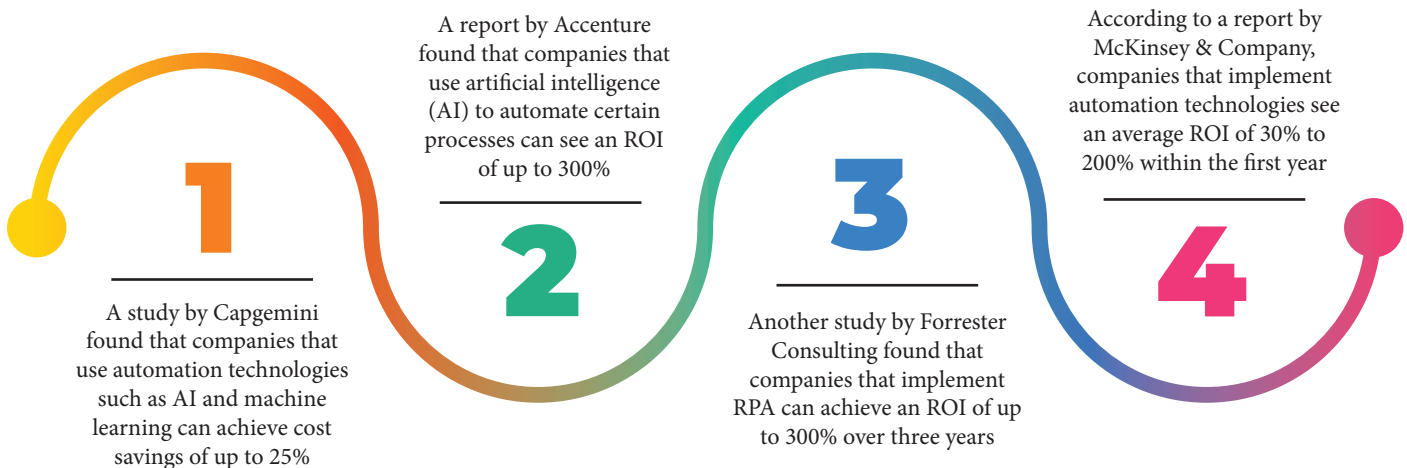 1
A study by Capgemini
found that companies that
use automation technologies
such as AI and machine
learning can achieve cost
savings of up to 25%
A report by Accenture
found that companies that
use artificial intelligence
(AI) to automate certain
processes can see an ROI
of up to 300%
2
3
Another study by Forrester
Consulting found that
companies that implement
RPA can achieve an ROI of up
to 300% over three years
According to a report by
McKinsey & Company,
companies that implement
automation technologies see
an average ROI of 30% to
200% within the first year
4